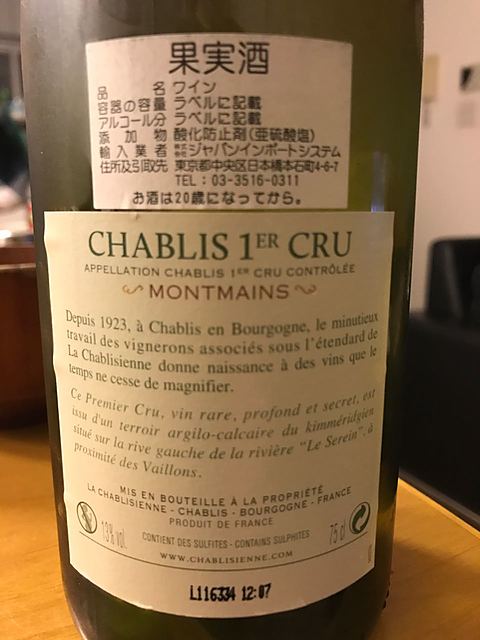 果実酒
品名 ワイン
容器の容量 ラベルに記載
アルコール分 ラベルに記載
添加物 酸化防止剤(亜硫酸塩)
輸入業者 株式会社ジャパンインポートシステム
住所及引取先 東京都中央区日本橋本石町4-6-7
TEL:03-3516-0311
お酒は20歳になってから。
CHABLIS 1ER CRU
APPELLATION CHABLIS 1ER CRU CONTRÔLÉE
MONTMAINS
Depuis 1923, à Chablis en Bourgogne, le minutieux
travail des vignerons associés sous l'étendard de
La Chablisienne donne naissance à des vins que le
temps ne cesse de magnifier.
Ce Premier Cru, vin rare, profond et secret, est
issu d'un terroir argilo-calcaire du kimméridgien
situé sur la rive gauche de la rivière "Le Serein", à
proximité des Vaillons.
MIS EN BOUTEILLE À LA PROPRIÉTÉ
LA CHABLISIENNE - CHABLIS - BOURGOGNE - FRANCE
PRODUIT DE FRANCE
13% vol. CONTIENT DES SULFITES - CONTAINS SULPHITES 75 cl
WWW.CHABLISIENNE.COM
L116334 12:07